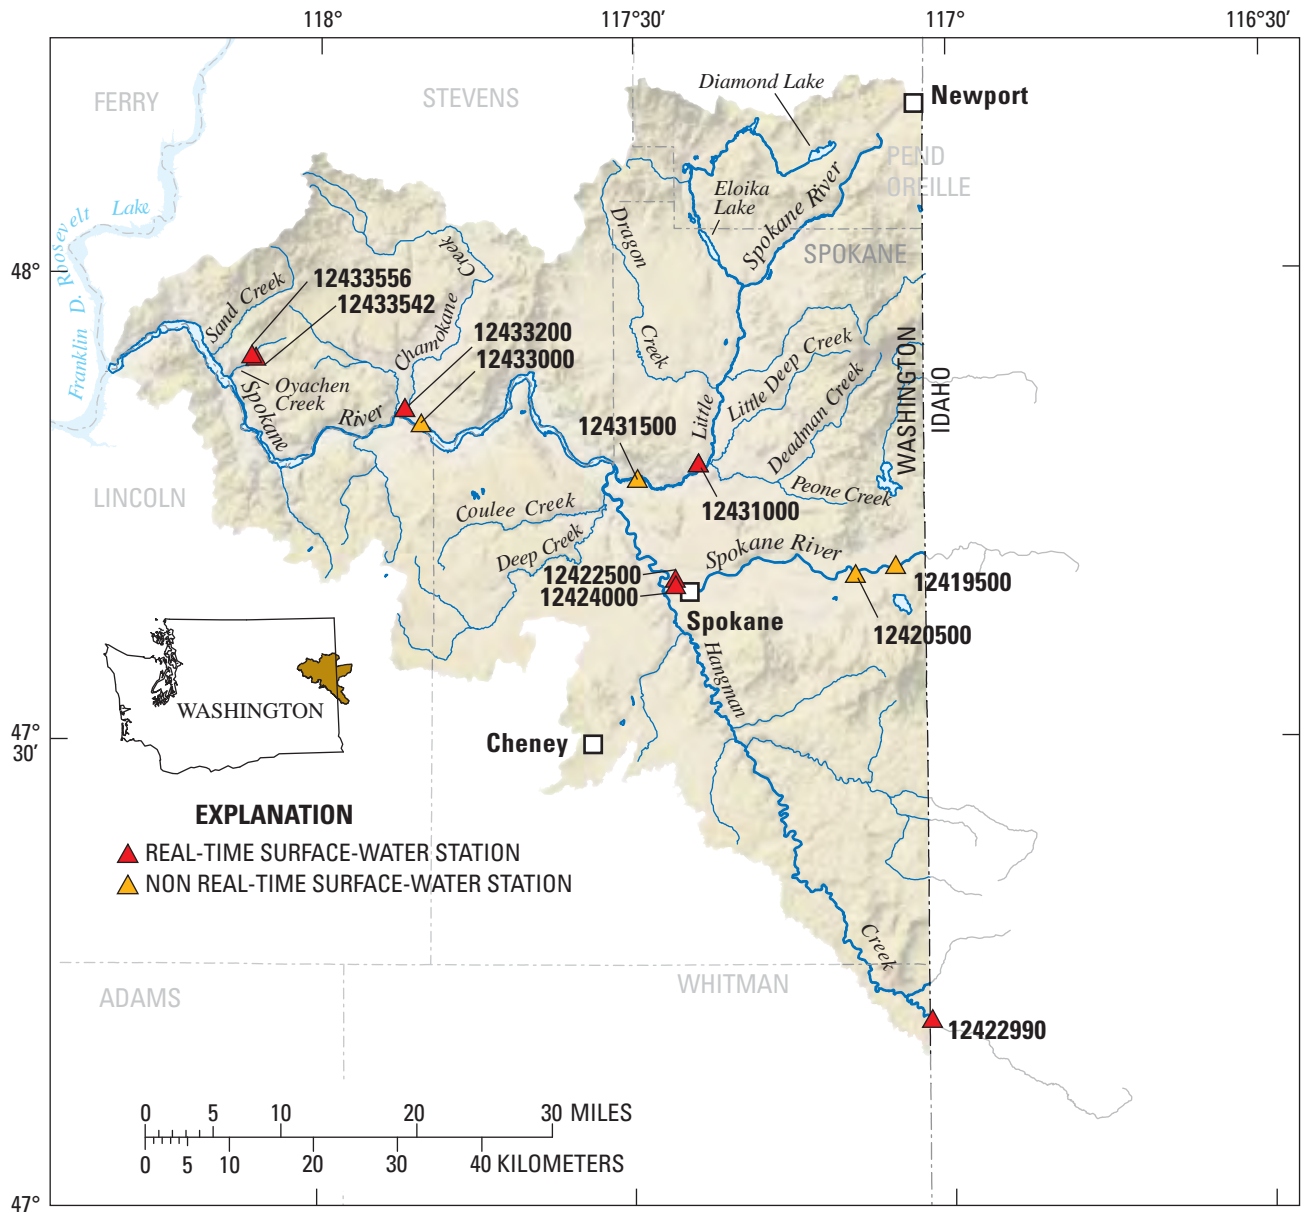 118°
117°30′
117°
116°30′
FERRY
STEVENS
Diamond Lake
Newport
PEND
OREILLE
Franklin D. Roosevelt Lake
Eloika
Lake
Spokane River
Dragon
Creek
SPOKANE
48°
Sand Creek
12433556
12433542
Chamokane
Creek
12433200
12433000
Oyachen
Creek
Spokane
River
12431500
Little
Little Deep Creek
Deadman Creek
WASHINGTON
IDAHO
Peone Creek
12431000
LINCOLN
Coulee Creek
Deep Creek
Spokane River
12422500
12424000
12419500
Spokane
12420500
Hangman
Creek
WASHINGTON
47°
30′
Cheney
EXPLANATION
REAL-TIME SURFACE-WATER STATION
NON REAL-TIME SURFACE-WATER STATION
ADAMS
WHITMAN
12422990
0 5 10 20 30 MILES
0 5 10 20 30 40 KILOMETERS
47°